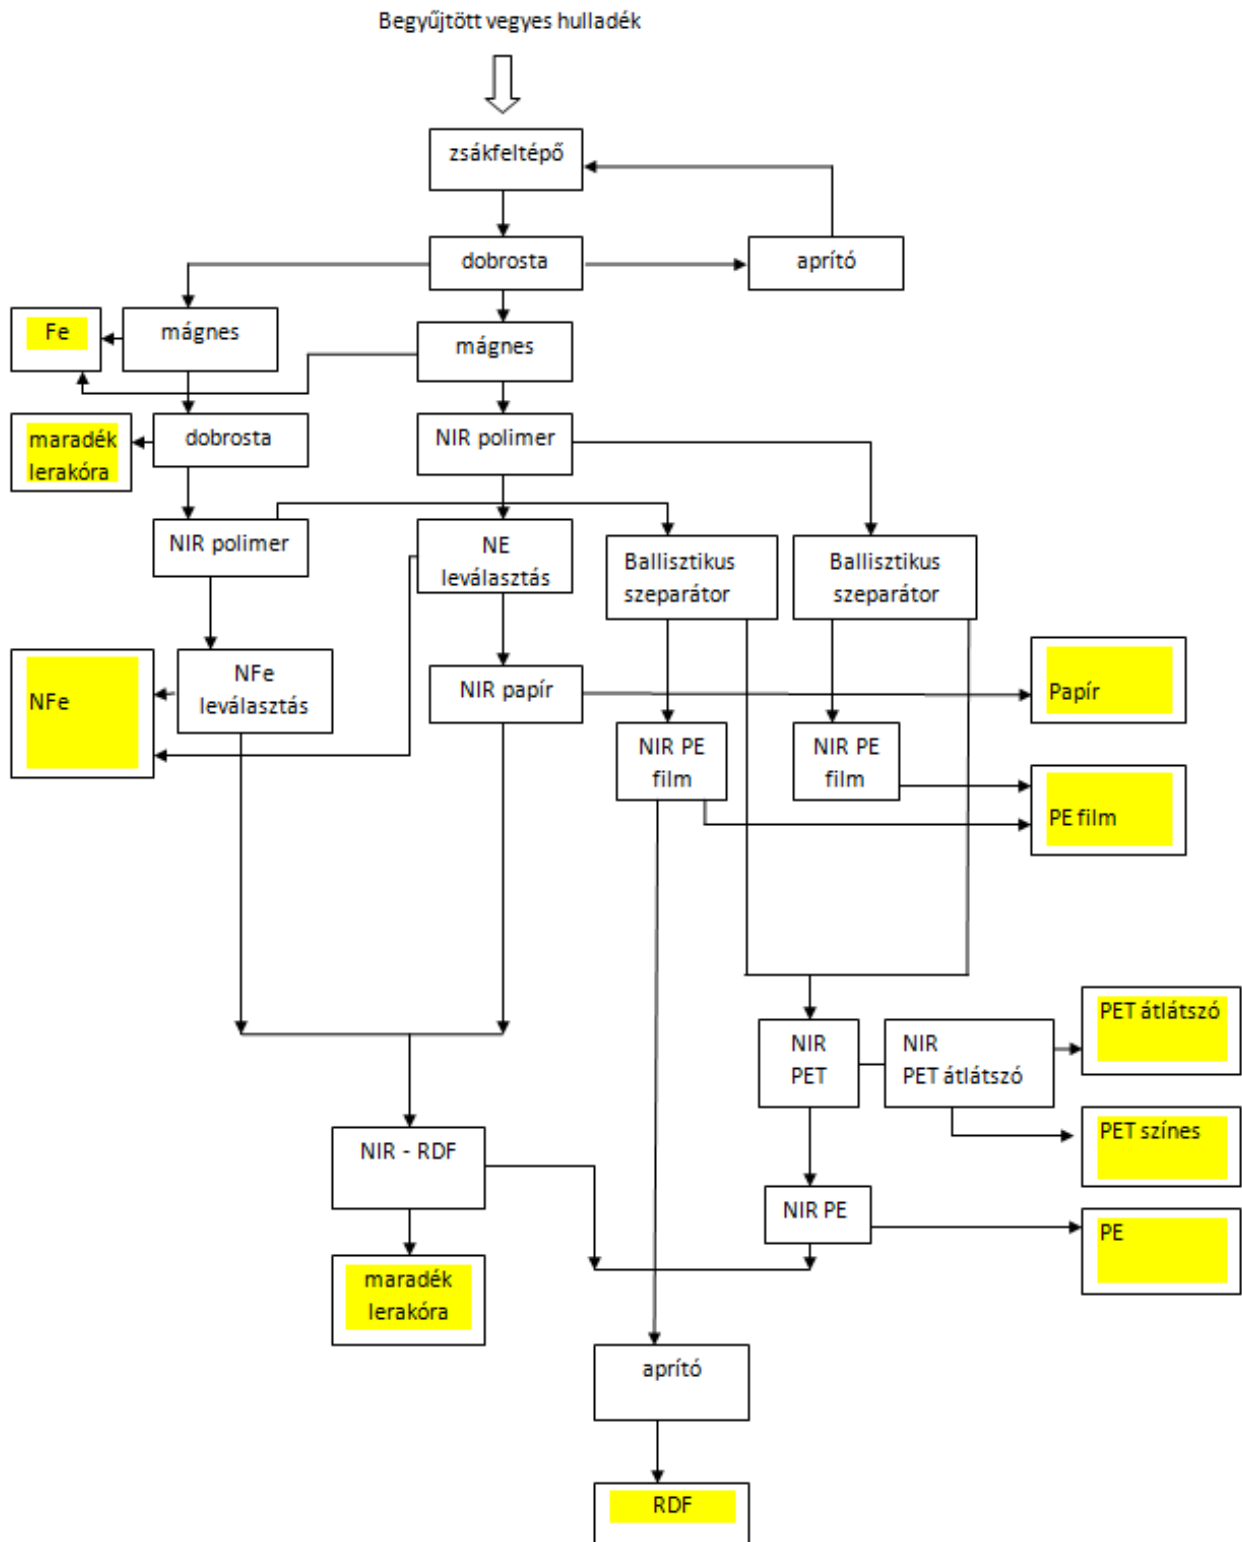 Begyűjtött vegyes hulladék
zsákfeltépő
dobrosta
aprító
Fe
mágnes
mágnes
maradék
lerakóra
dobrosta
NIR polimer
NIR polimer
NE
leválasztás
Ballisztikus
szeparátor
Ballisztikus
szeparátor
NFe
NFe
leválasztás
NIR papír
Papír
NIR PE
film
NIR PE
film
PE film
NIR
PET
NIR
PET átlátszó
PET átlátszó
PET színes
NIR - RDF
NIR PE
PE
maradék
lerakóra
aprító
RDF